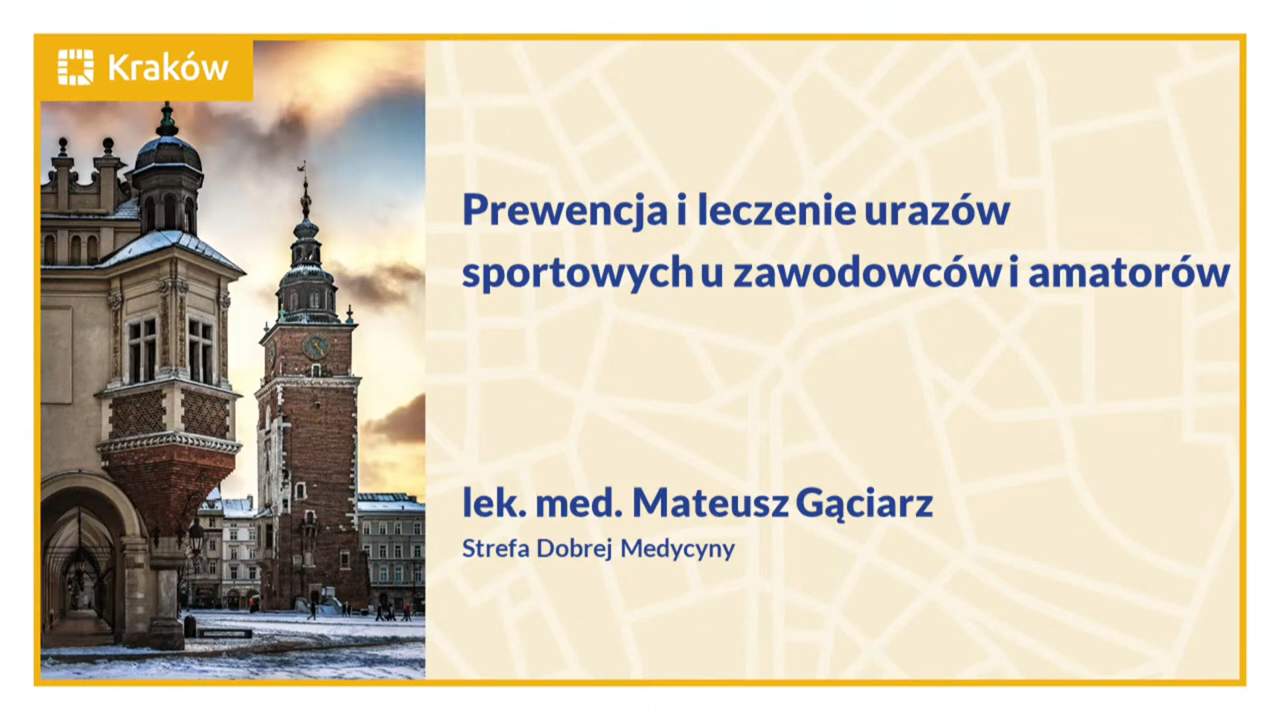 Kraków
Prewencja i leczenie urazów
sportowych u zawodowców i amatorów
lek. med. Mateusz Gąciarz
Strefa Dobrej Medycyny